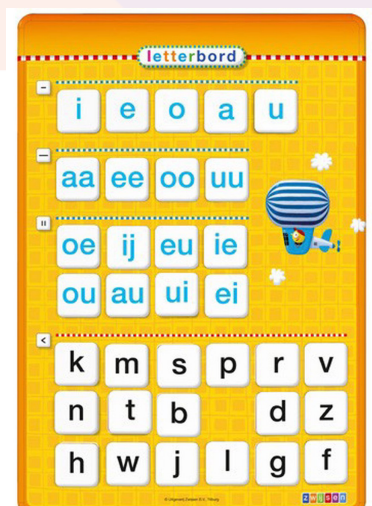 letterbord
-
i e o a u
—
aa ee oo uu
=
oe ij eu ie
ou au ui ei
<
k m s p r v
n t b d z
h w j l g f
zwijsen